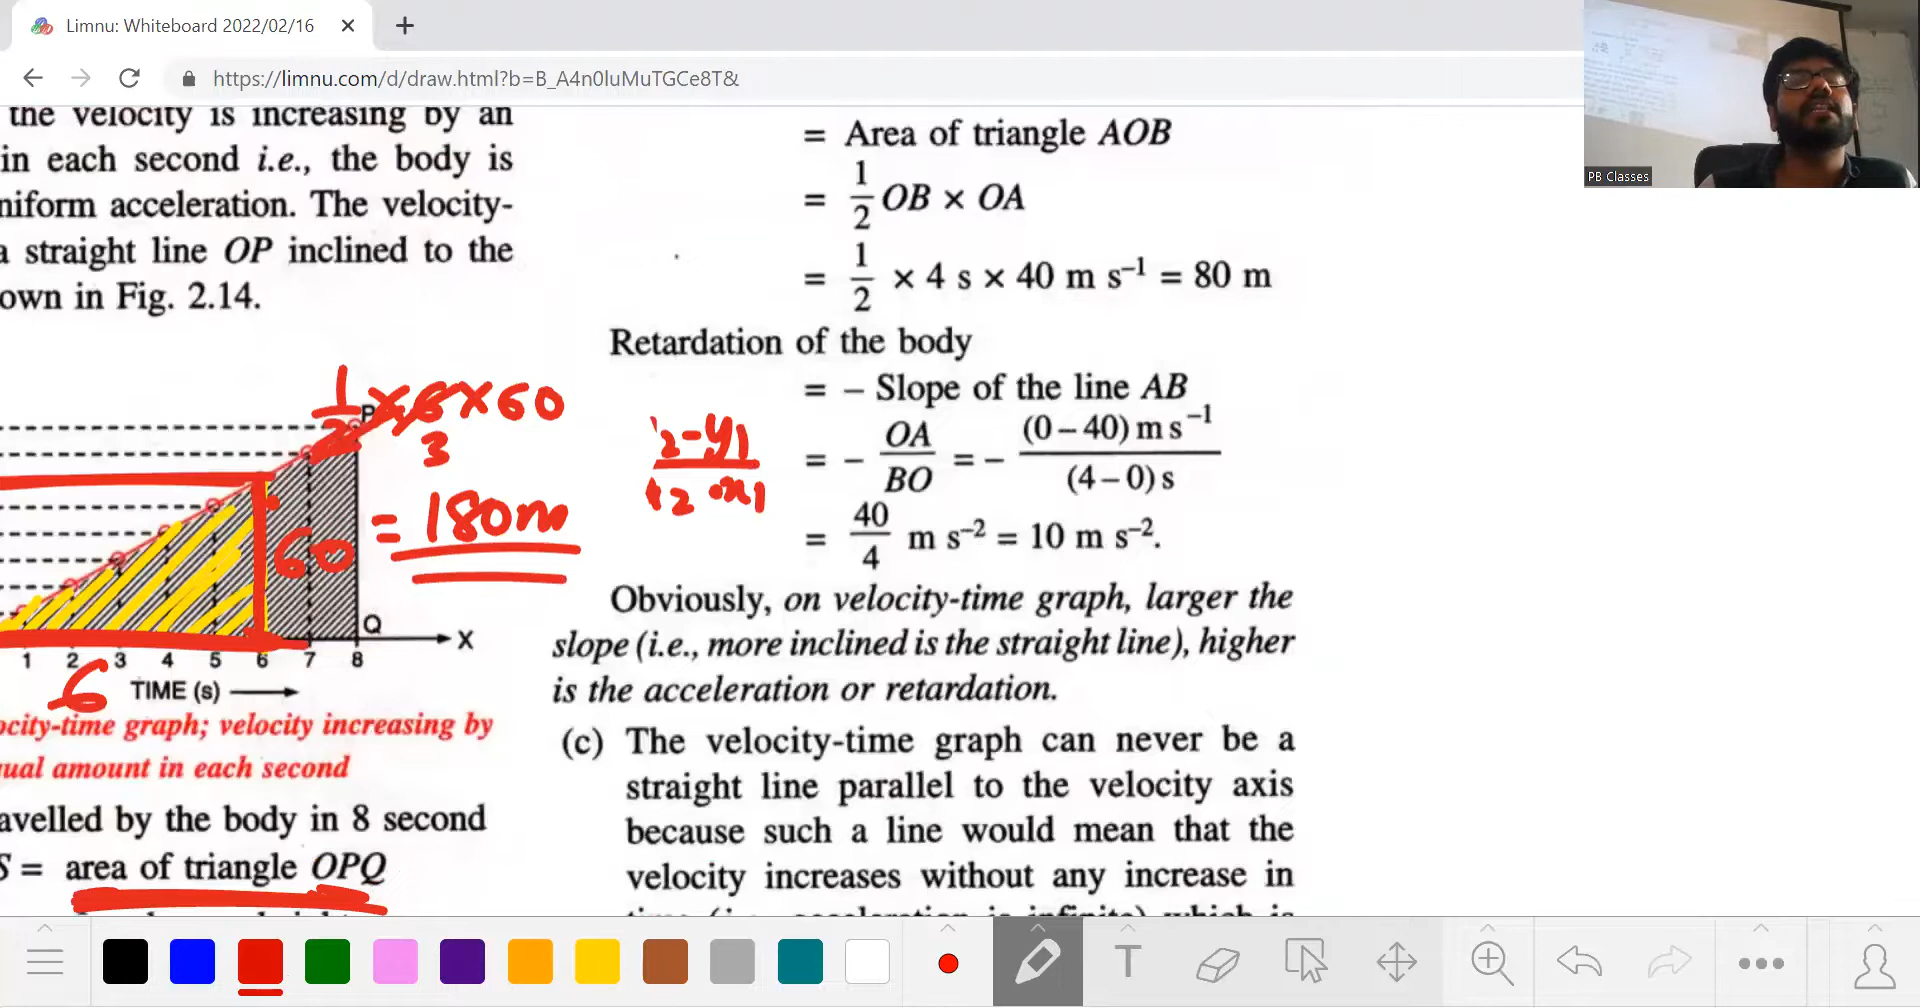 Limnu: Whiteboard 2022/02/16
https://limnu.com/d/draw.html?b=B_A4n0luMuTGCe8T&
PB Classes
the velocity is increasing by an
in each second i.e., the body is
niform acceleration. The velocity-
a straight line OP inclined to the
own in Fig. 2.14.
1/2 × 6 × 60
3
= 180m
P
60
Q
X
1 2 3 4 5 6 7 8
6
TIME (s)
ocity-time graph; velocity increasing by
ual amount in each second
avelled by the body in 8 second
S = area of triangle OPQ
= Area of triangle AOB
= 1/2 OB × OA
= 1/2 × 4 s × 40 m s⁻¹ = 80 m
Retardation of the body
= – Slope of the line AB
2-y1
= – OA/BO = – (0 – 40) m s⁻¹/(4 – 0) s
= 40/4 m s⁻² = 10 m s⁻².
Obviously, on velocity-time graph, larger the
slope (i.e., more inclined is the straight line), higher
is the acceleration or retardation.
(c) The velocity-time graph can never be a
straight line parallel to the velocity axis
because such a line would mean that the
velocity increases without any increase in
T